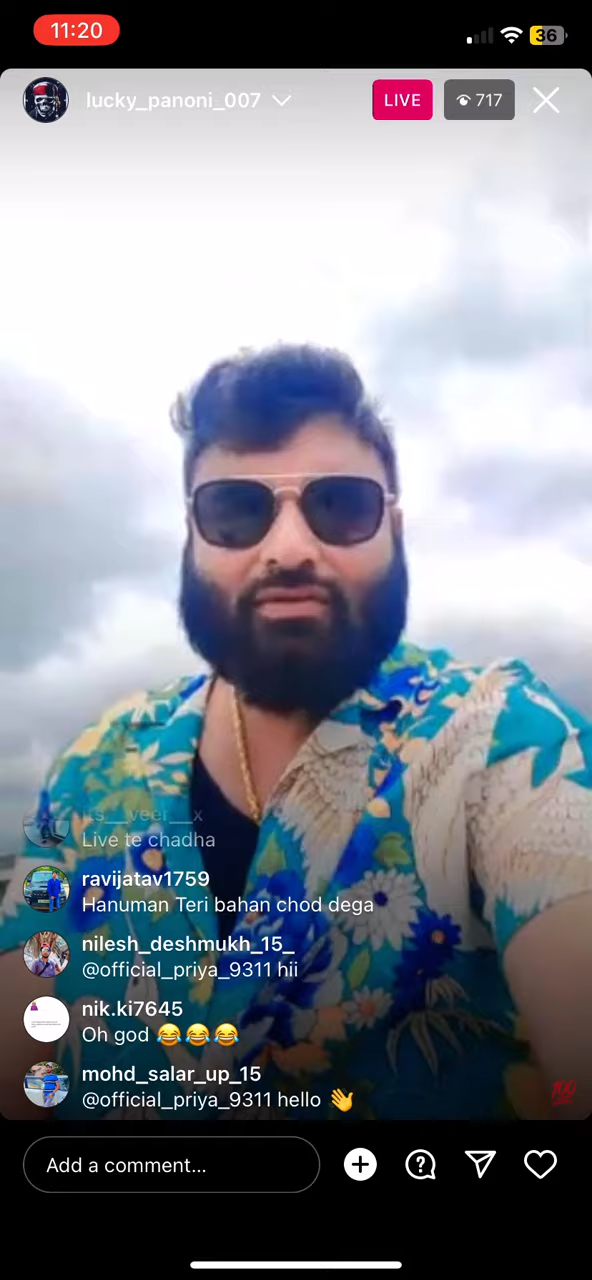 11:20
36
lucky_panoni_007
LIVE
717
its__veer__x
Live te chadha
ravijatav1759
Hanuman Teri bahan chod dega
nilesh_deshmukh_15_
@official_priya_9311 hii
nik.ki7645
Oh god 😂😂😂
mohd_salar_up_15
@official_priya_9311 hello 👋
💯
Add a comment...